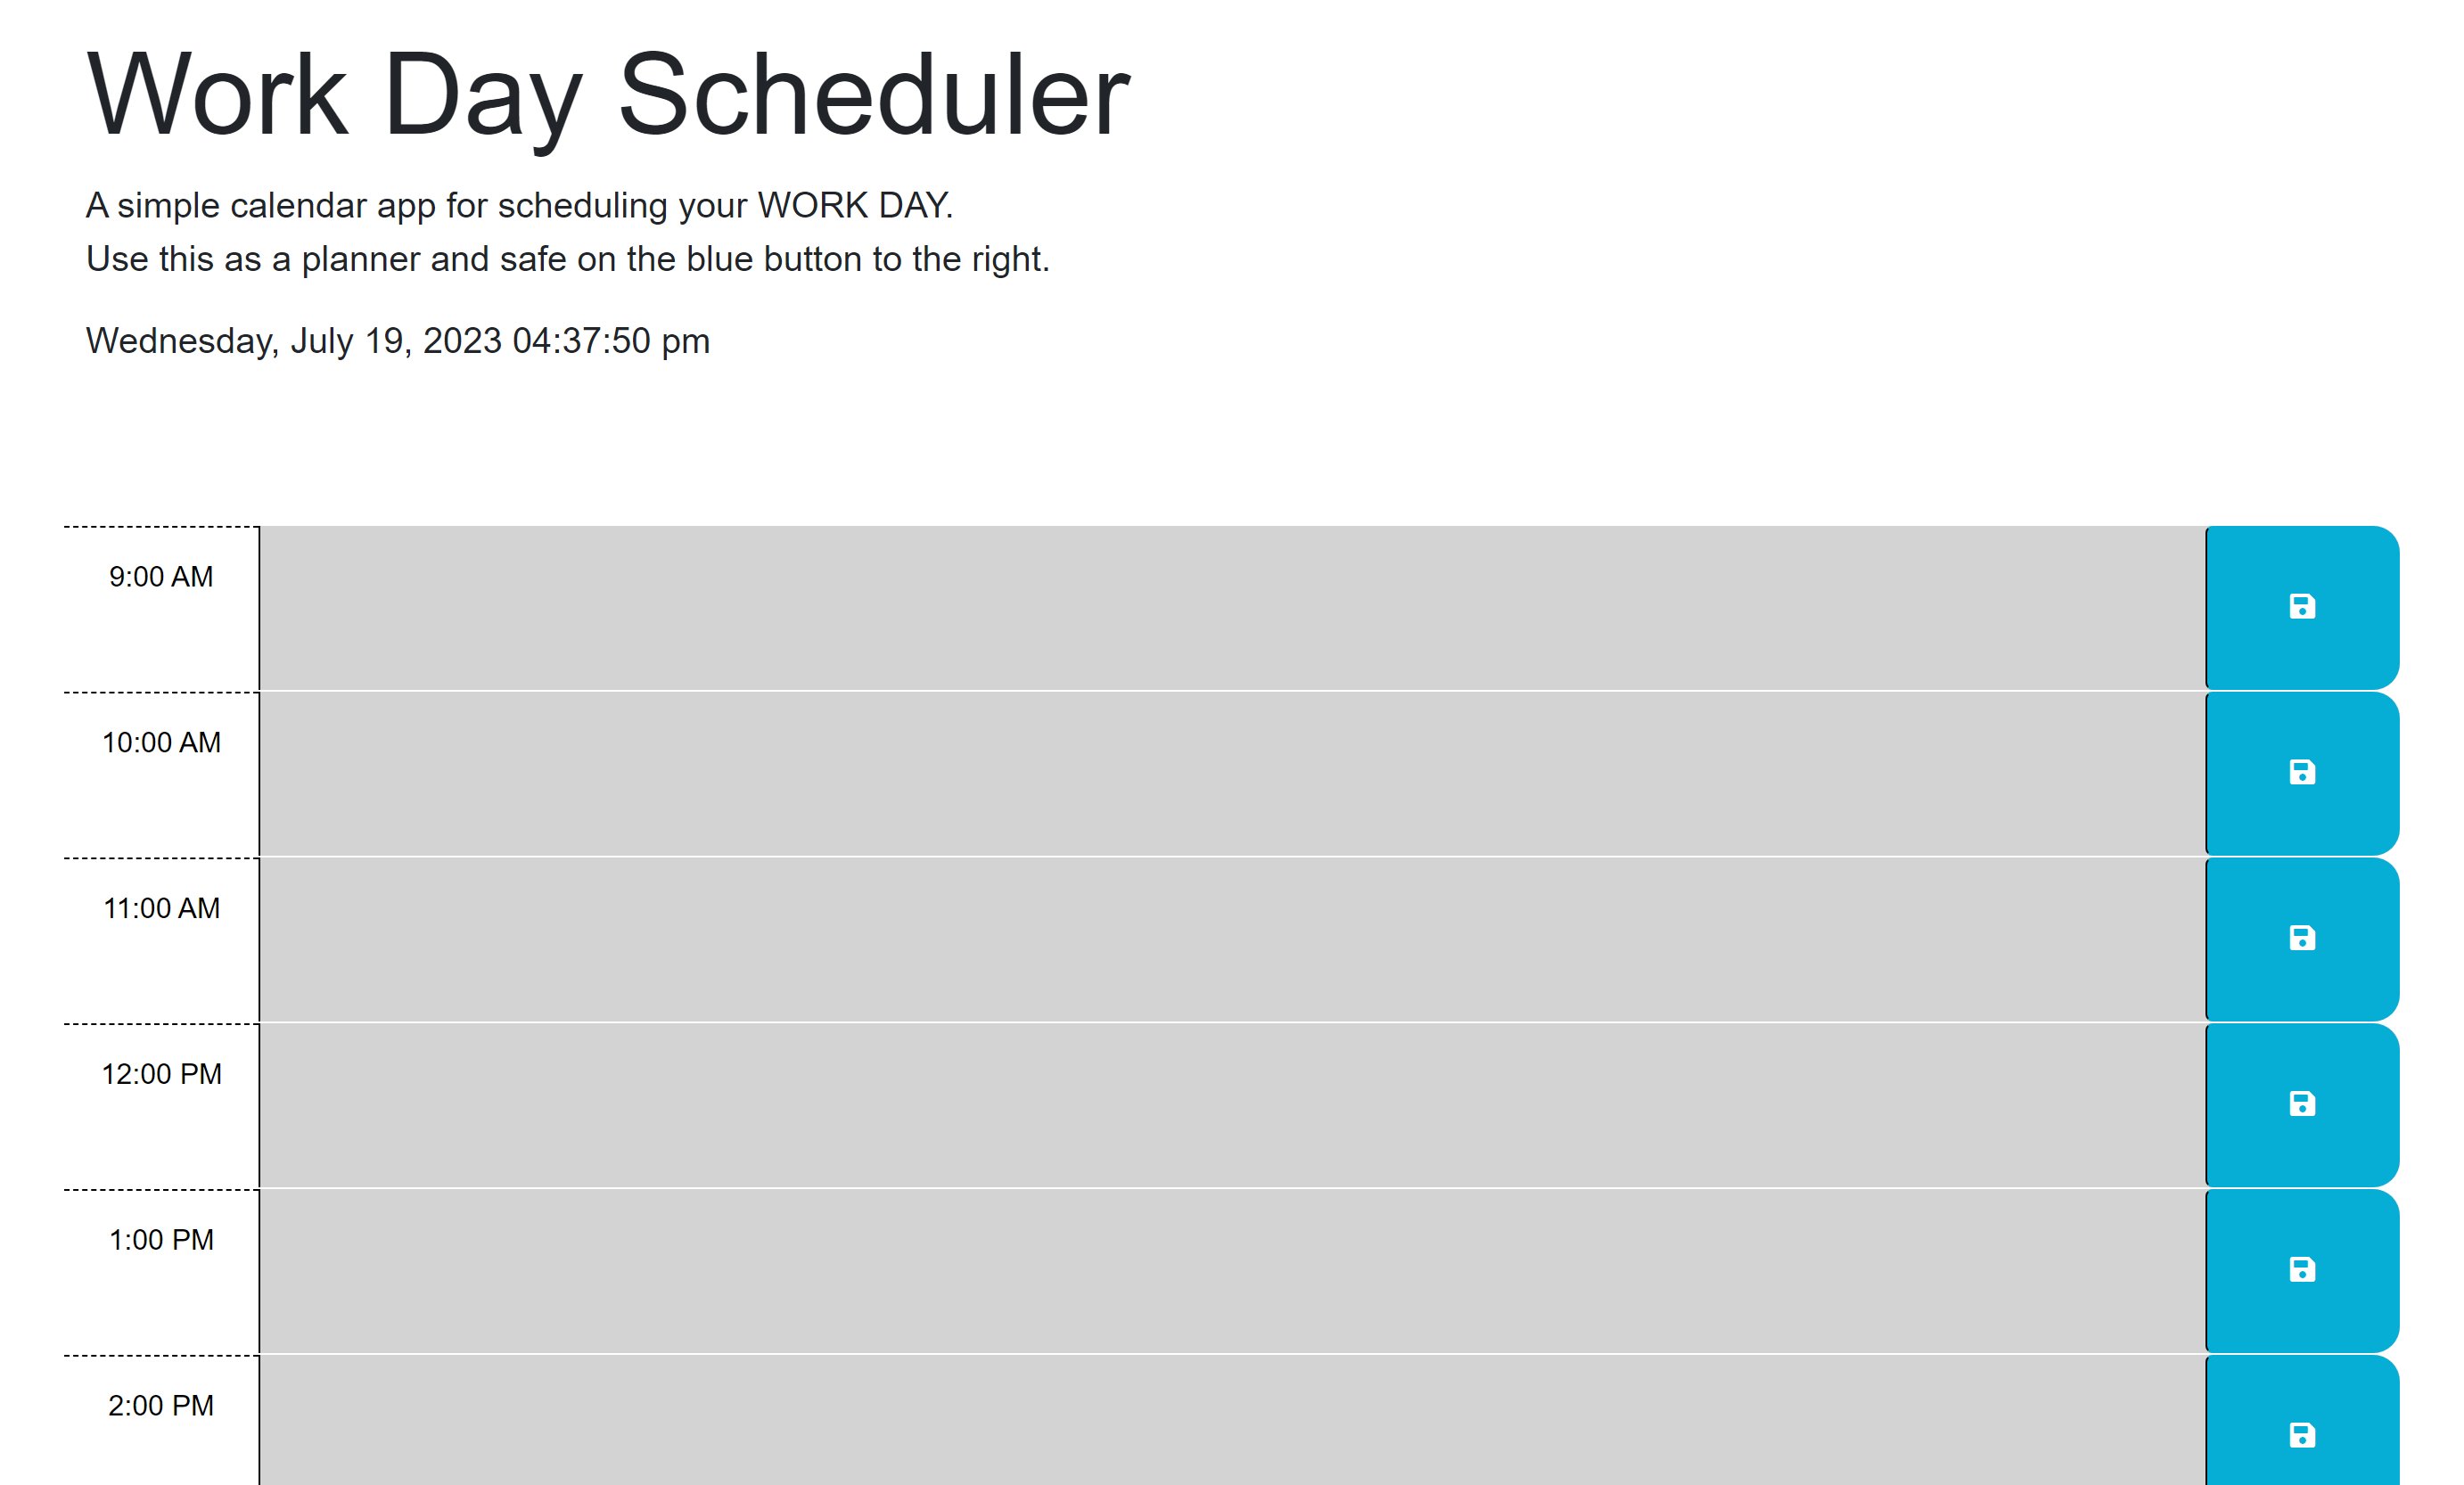 Work Day Scheduler
A simple calendar app for scheduling your WORK DAY.
Use this as a planner and safe on the blue button to the right.
Wednesday, July 19, 2023 04:37:50 pm
9:00 AM
10:00 AM
11:00 AM
12:00 PM
1:00 PM
2:00 PM